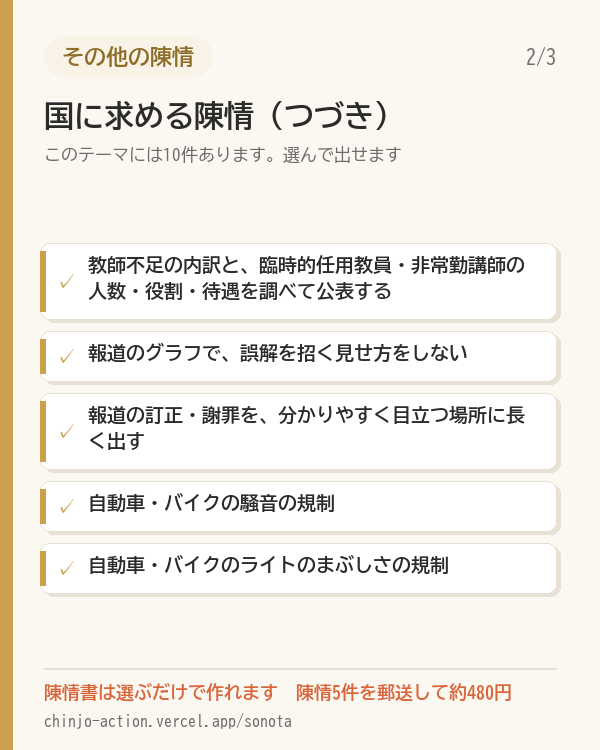 その他の陳情
2/3
国に求める陳情（つづき）
このテーマには10件あります。選んで出せます
✓ 教師不足の内訳と、臨時的任用教員・非常勤講師の
人数・役割・待遇を調べて公表する
✓ 報道のグラフで、誤解を招く見せ方をしない
✓ 報道の訂正・謝罪を、分かりやすく目立つ場所に長
く出す
✓ 自動車・バイクの騒音の規制
✓ 自動車・バイクのライトのまぶしさの規制
陳情書は選ぶだけで作れます　陳情5件を郵送して約480円
chinjo-action.vercel.app/sonota